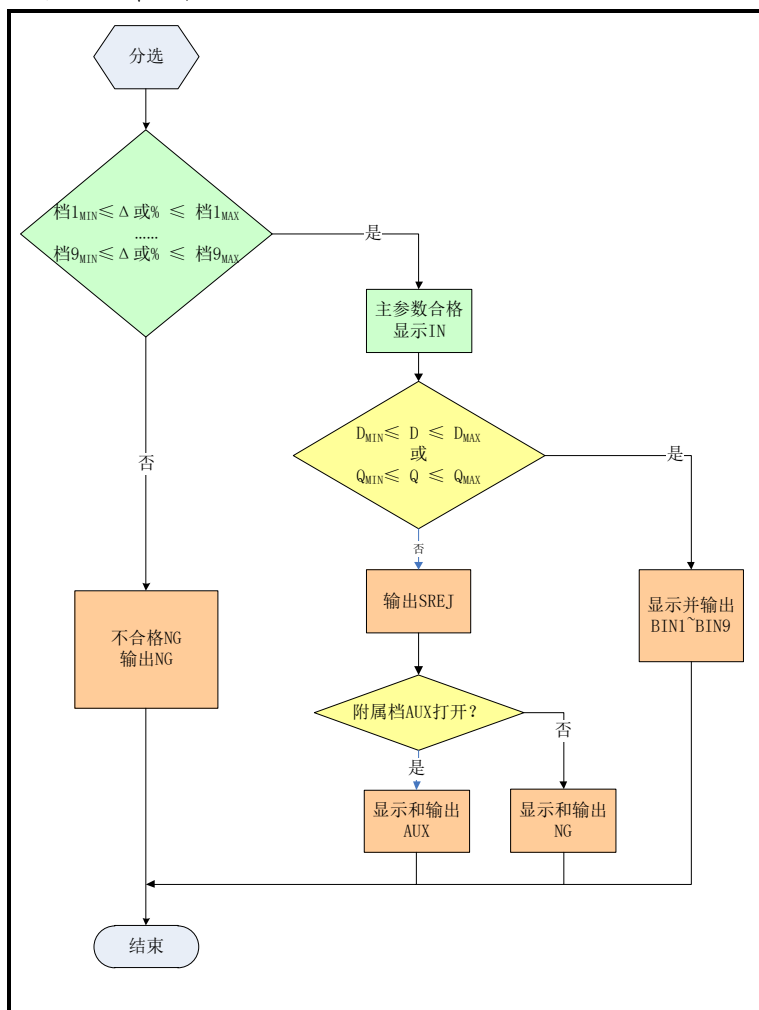 分选
档1MIN≤Δ或% ≤ 档1MAX
……
档9MIN≤Δ或% ≤ 档9MAX
是
主参数合格
显示IN
DMIN≤ D ≤ DMAX
或
QMIN≤ Q ≤ QMAX
是
否
否
输出SREJ
显示并输出
BIN1~BIN9
不合格NG
输出NG
附属档AUX打开？
否
是
显示和输出
AUX
显示和输出
NG
结束